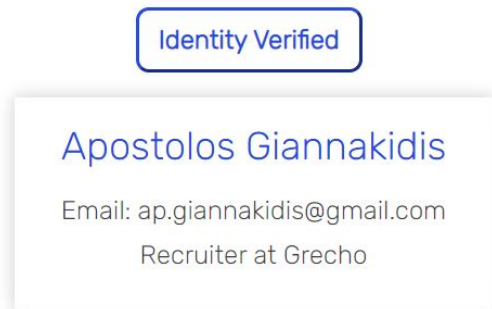 Identity Verified
Apostolos Giannakidis
Email: ap.giannakidis@gmail.com
Recruiter at Grecho